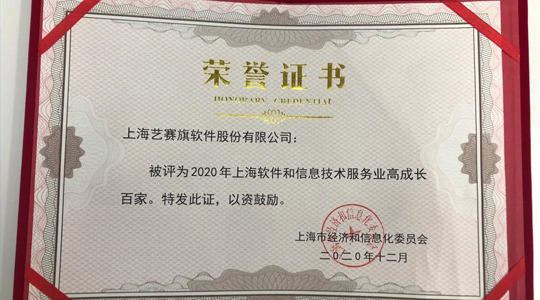 荣誉证书
HONORARY CREDENTIAL
上海艺赛旗软件股份有限公司：
被评为2020年上海软件和信息技术服务业高成长
百家。特发此证，以资鼓励。
上海市经济和信息化委员会
二〇二〇年十二月